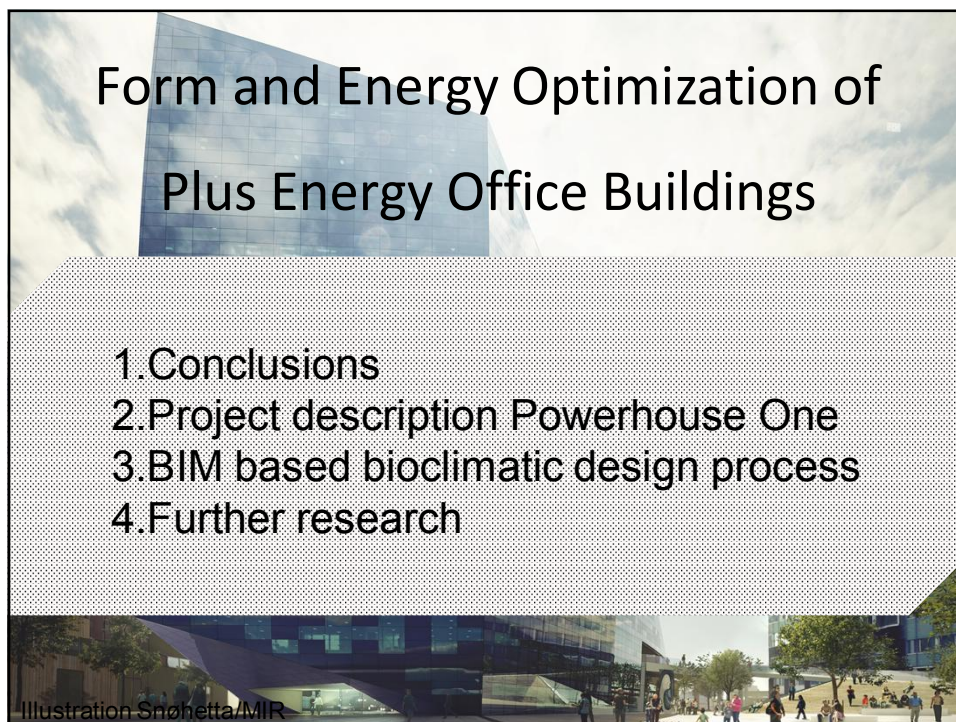 Form and Energy Optimization of
Plus Energy Office Buildings
1.Conclusions
2.Project description Powerhouse One
3.BIM based bioclimatic design process
4.Further research
Illustration Snøhetta/MIR